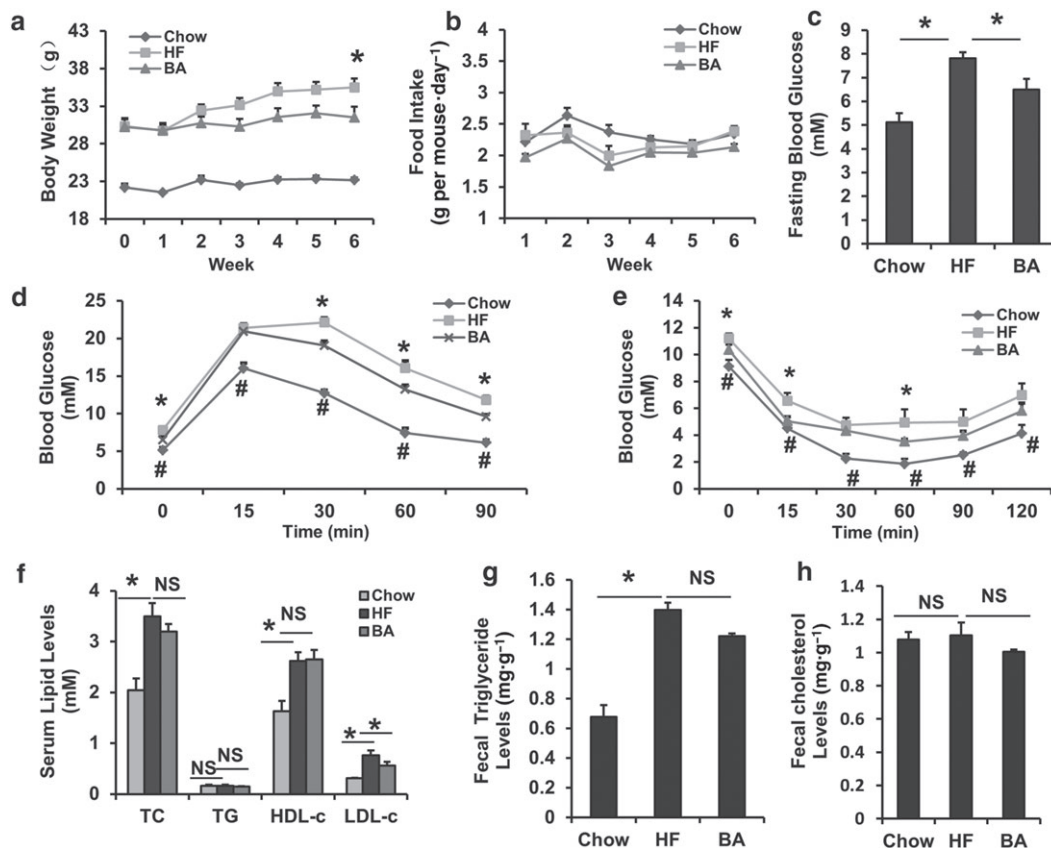 a
Chow
HF
BA
*
Body Weight (g)
38
33
28
23
18
0 1 2 3 4 5 6
Week
b
Chow
HF
BA
Food Intake
(g per mouse·day⁻¹)
4
3.5
3
2.5
2
1.5
1
1 2 3 4 5 6
Week
c
* *
Fasting Blood Glucose
(mM)
9
8
7
6
5
4
3
2
1
0
Chow HF BA
d
Chow
HF
BA
Blood Glucose
(mM)
25
20
15
10
5
0
* * * *
# # # # #
0 15 30 60 90
Time (min)
e
Chow
HF
BA
Blood Glucose
(mM)
14
12
10
8
6
4
2
0
* * *
# # # # # #
0 15 30 60 90 120
Time (min)
f
Chow
HF
BA
Serum Lipid Levels
(mM)
4
3
2
1
0
* NS
NS NS
* NS
* *
TC TG HDL-c LDL-c
g
* NS
Fecal Triglyceride
Levels (mg·g⁻¹)
1.6
1.4
1.2
1
0.8
0.6
0.4
0.2
0
Chow HF BA
h
NS NS
Fecal cholesterol
Levels (mg·g⁻¹)
1.4
1.2
1
0.8
0.6
0.4
0.2
0
Chow HF BA